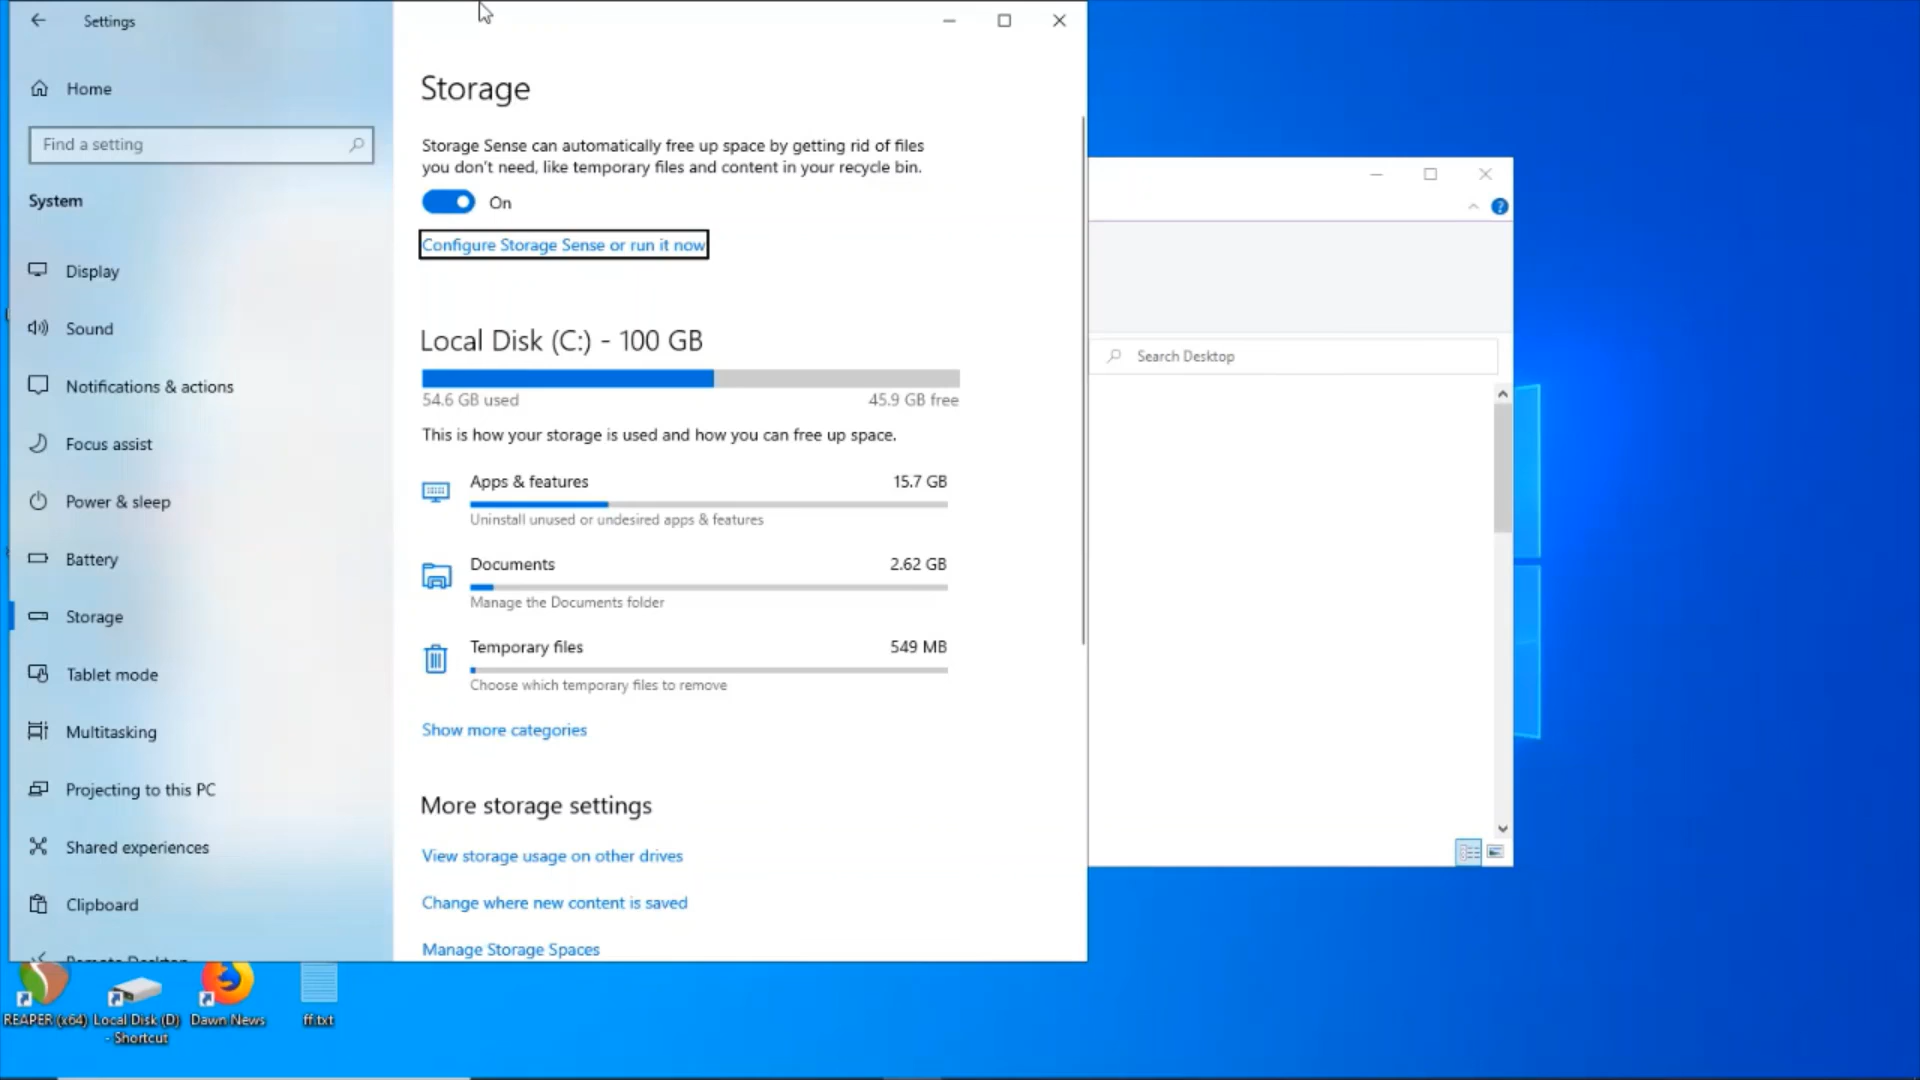 Settings
Home
Find a setting
System
Display
Sound
Notifications & actions
Focus assist
Power & sleep
Battery
Storage
Tablet mode
Multitasking
Projecting to this PC
Shared experiences
Clipboard
Remote Desktop
Storage
Storage Sense can automatically free up space by getting rid of files
you don't need, like temporary files and content in your recycle bin.
On
Configure Storage Sense or run it now
Local Disk (C:) - 100 GB
54.6 GB used
45.9 GB free
This is how your storage is used and how you can free up space.
Apps & features
15.7 GB
Uninstall unused or undesired apps & features
Documents
2.62 GB
Manage the Documents folder
Temporary files
549 MB
Choose which temporary files to remove
Show more categories
More storage settings
View storage usage on other drives
Change where new content is saved
Manage Storage Spaces
?
Search Desktop
REAPER (x64)
Local Disk (D)
- Shortcut
Dawn News
ff.txt